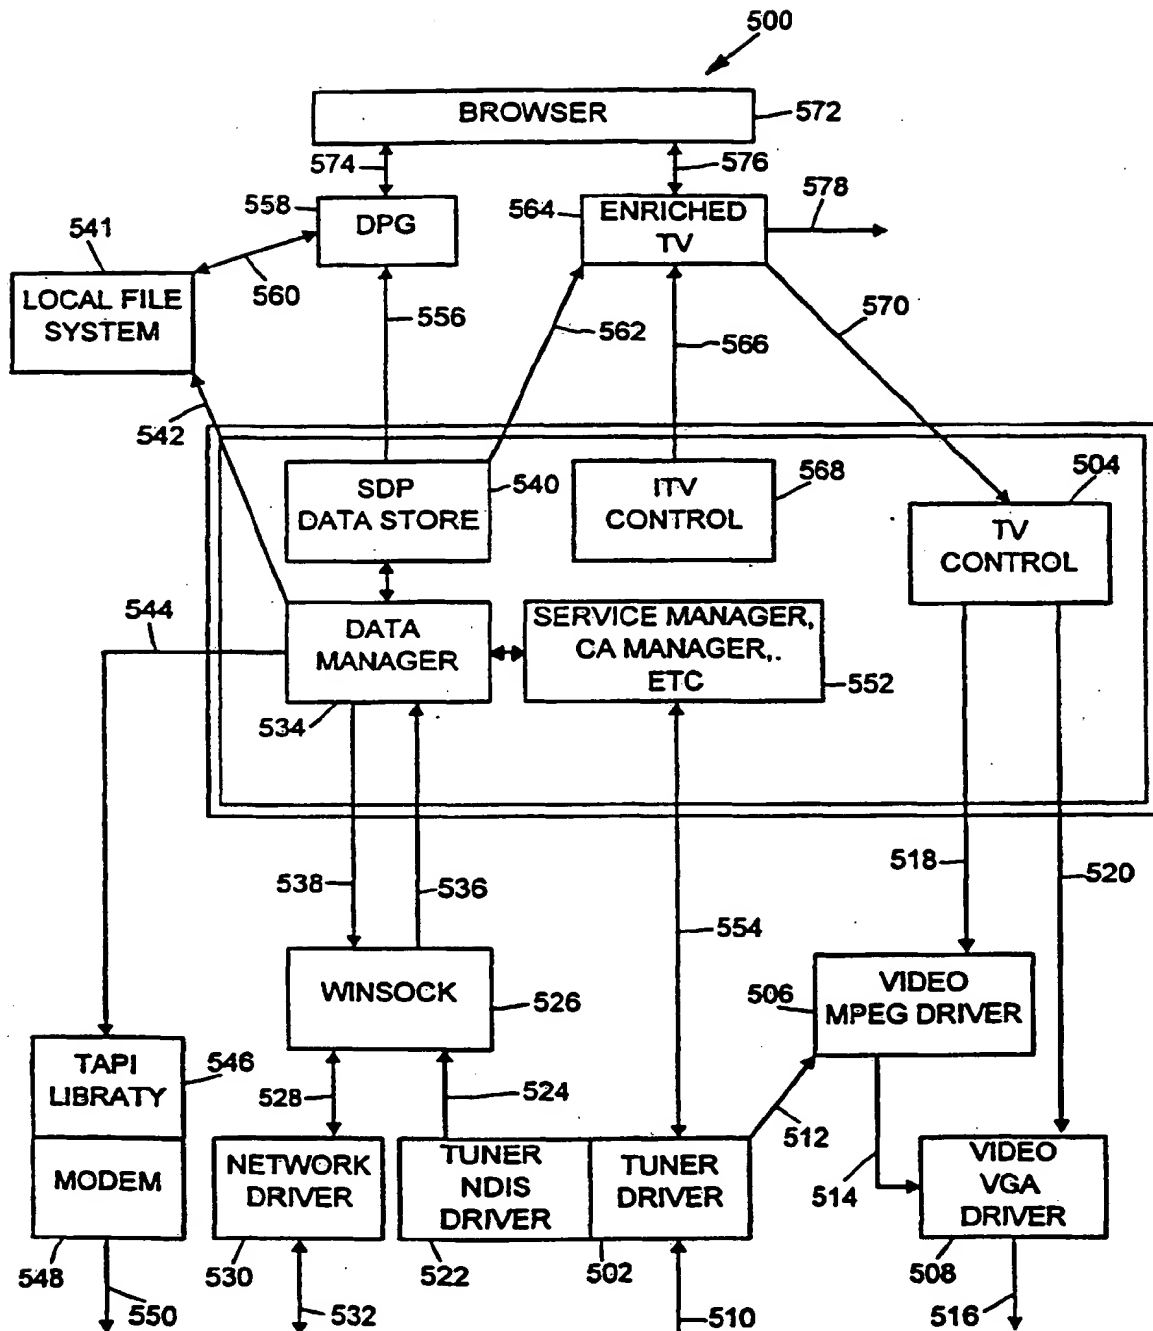 500
BROWSER
572
574
576
558
DPG
564
ENRICHED
TV
578
541
LOCAL FILE
SYSTEM
560
556
562
566
570
542
SDP
DATA STORE
540
ITV
CONTROL
568
504
TV
CONTROL
544
DATA
MANAGER
534
SERVICE MANAGER,
CA MANAGER,.
ETC
552
538
536
554
518
520
WINSOCK
526
506
VIDEO
MPEG DRIVER
TAPI
LIBRATY
546
528
524
512
514
MODEM
NETWORK
DRIVER
TUNER
NDIS
DRIVER
TUNER
DRIVER
VIDEO
VGA
DRIVER
548
550
530
532
522
502
510
508
516